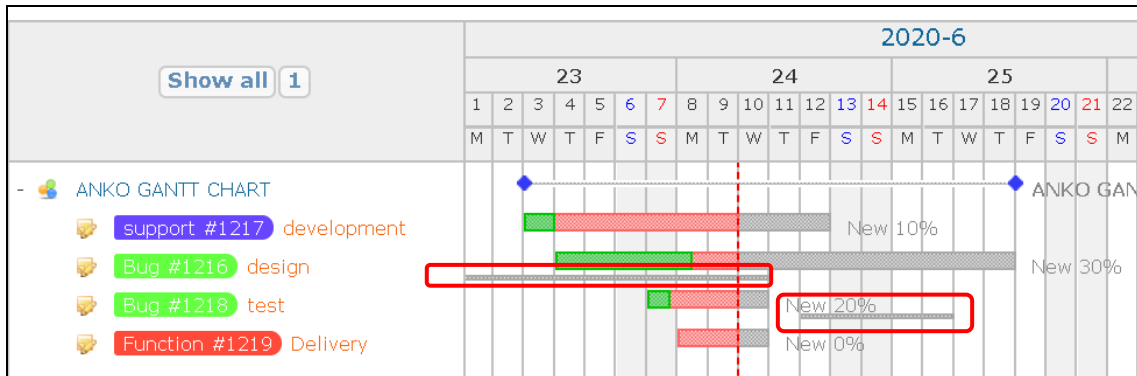 2020-6
Show all 1
23 24 25
1 2 3 4 5 6 7 8 9 10 11 12 13 14 15 16 17 18 19 20 21 22
M T W T F S S M T W T F S S M T W T F S S M
- ANKO GANTT CHART ANKO GAN
support #1217 development New 10%
Bug #1216 design New 30%
Bug #1218 test New 20%
Function #1219 Delivery New 0%